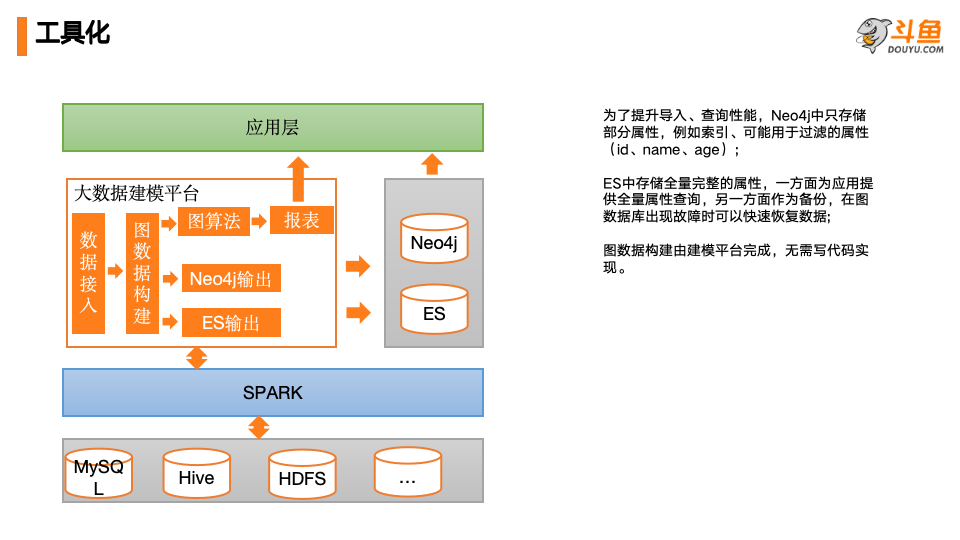 工具化
斗鱼
DOUYU.COM
应用层
大数据建模平台
数据接入
图数据构建
图算法
报表
Neo4j输出
ES输出
Neo4j
ES
SPARK
MySQ
L
Hive
HDFS
...
为了提升导入、查询性能，Neo4j中只存储
部分属性，例如索引、可能用于过滤的属性
（id、name、age）；
ES中存储全量完整的属性，一方面为应用提
供全量属性查询，另一方面作为备份，在图
数据库出现故障时可以快速恢复数据;
图数据构建由建模平台完成，无需写代码实
现。